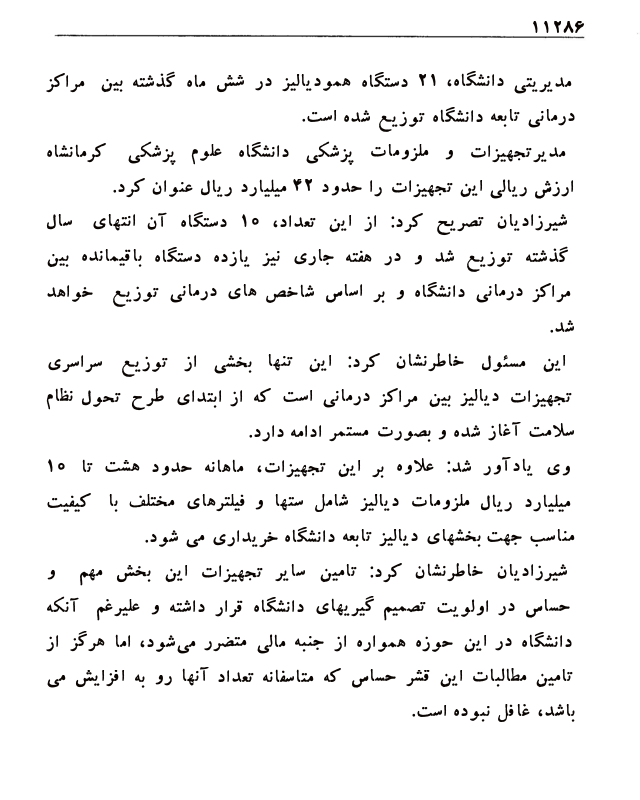 ۱۱۲۸۶
مدیریتی دانشگاه، ۲۱ دستگاه همودیالیز در شش ماه گذشته بین مراکز
درمانی تابعه دانشگاه توزیع شده است.
مدیرتجهیزات و ملزومات پزشکی دانشگاه علوم پزشکی کرمانشاه
ارزش ریالی این تجهیزات را حدود ۴۲ میلیارد ریال عنوان کرد.
شیرزادیان تصریح کرد: از این تعداد، ۱۰ دستگاه آن انتهای سال
گذشته توزیع شد و در هفته جاری نیز یازده دستگاه باقیمانده بین
مراکز درمانی دانشگاه و بر اساس شاخص های درمانی توزیع خواهد
شد.
این مسئول خاطرنشان کرد: این تنها بخشی از توزیع سراسری
تجهیزات دیالیز بین مراکز درمانی است که از ابتدای طرح تحول نظام
سلامت آغاز شده و بصورت مستمر ادامه دارد.
وی یادآور شد: علاوه بر این تجهیزات، ماهانه حدود هشت تا ۱۰
میلیارد ریال ملزومات دیالیز شامل ستها و فیلترهای مختلف با کیفیت
مناسب جهت بخشهای دیالیز تابعه دانشگاه خریداری می شود.
شیرزادیان خاطرنشان کرد: تامین سایر تجهیزات این بخش مهم و
حساس در اولویت تصمیم گیریهای دانشگاه قرار داشته و علیرغم آنکه
دانشگاه در این حوزه همواره از جنبه مالی متضرر می‌شود، اما هرگز از
تامین مطالبات این قشر حساس که متاسفانه تعداد آنها رو به افزایش می
باشد، غافل نبوده است.